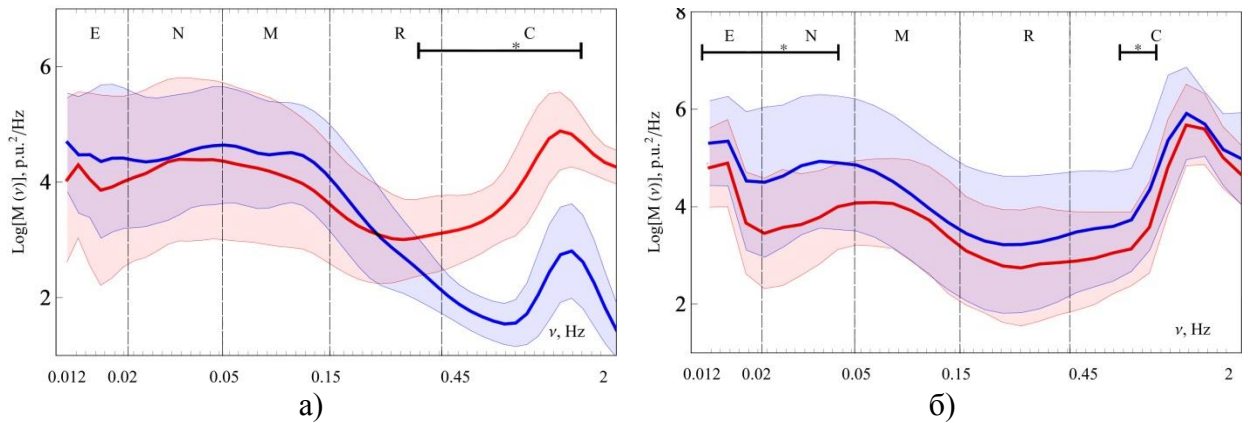 E N M R C
*
6
4
2
Log[M (ν)], p.u.²/Hz
ν, Hz
0.012 0.02 0.05 0.15 0.45 2
а)
E N M R C
* *
8
6
4
2
Log[M (ν)], p.u.²/Hz
ν, Hz
0.012 0.02 0.05 0.15 0.45 2
б)